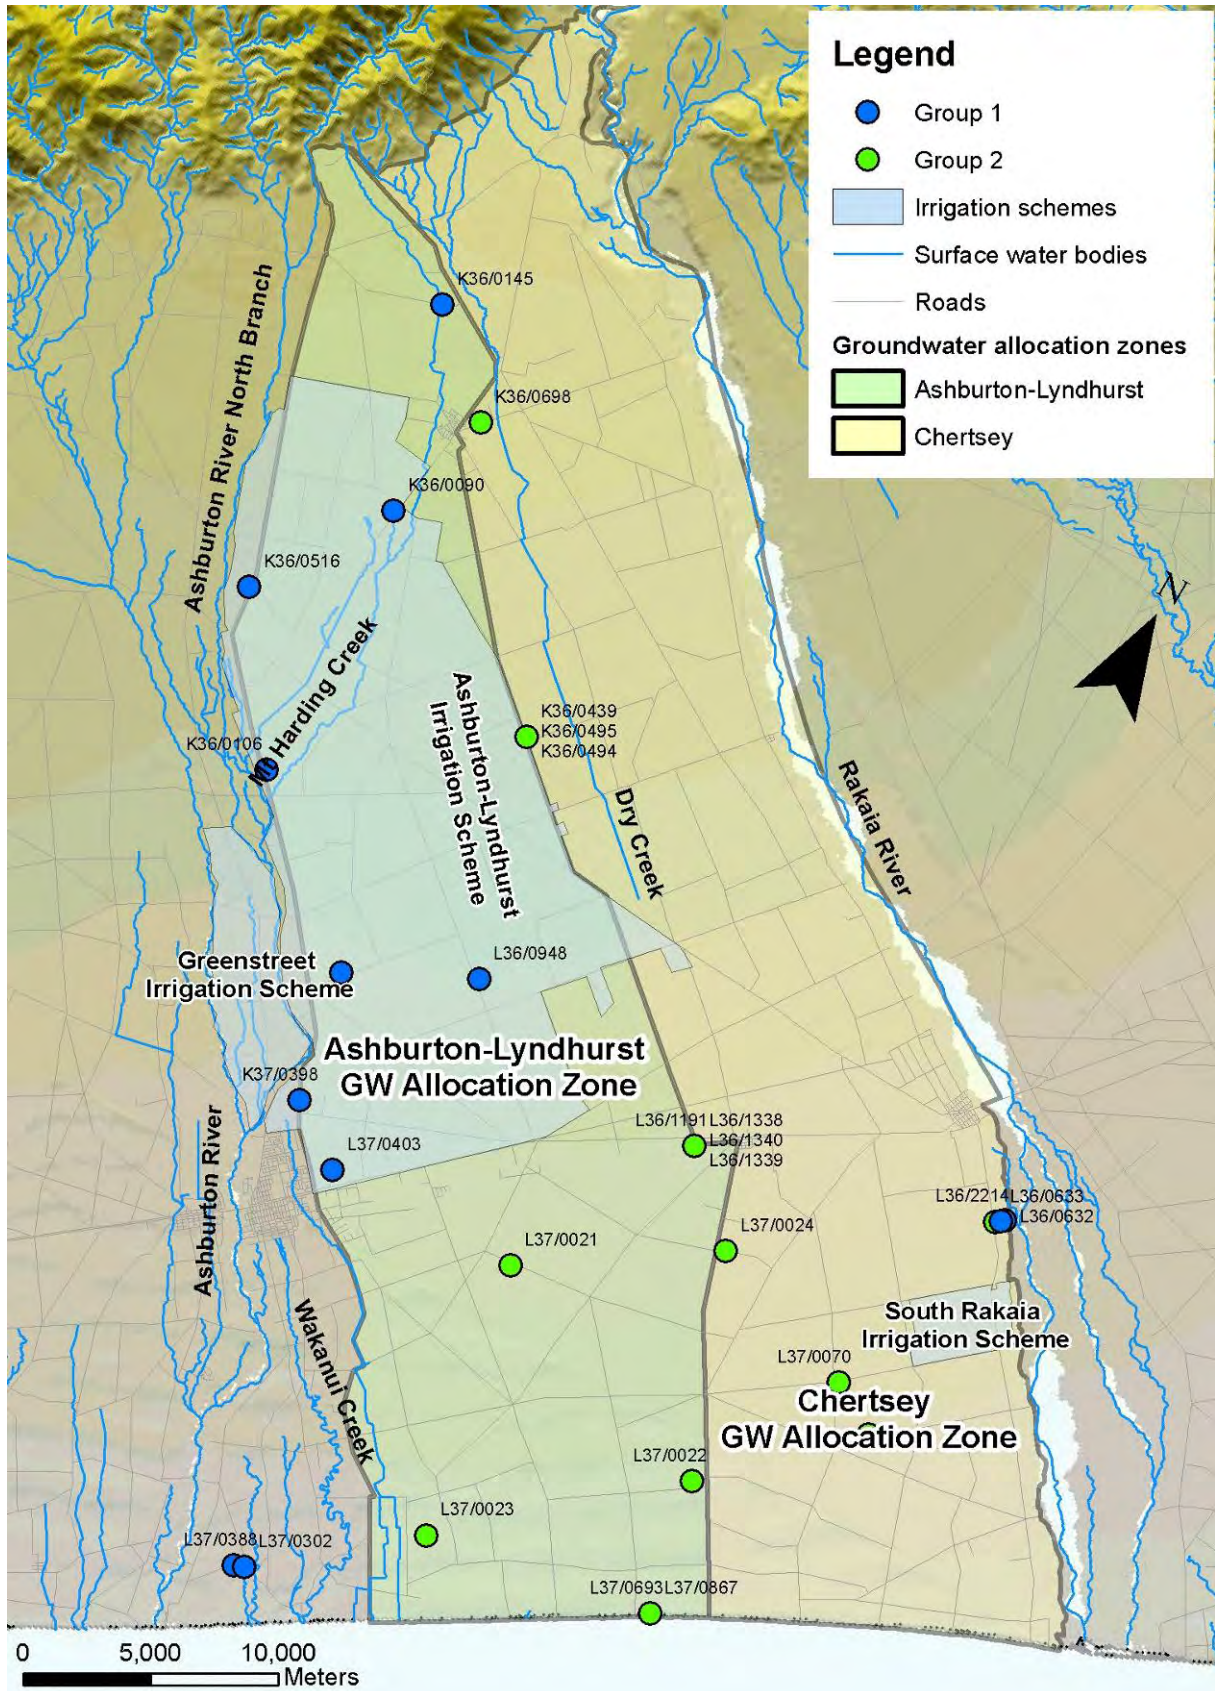 Legend
Group 1
Group 2
Irrigation schemes
Surface water bodies
Roads
Groundwater allocation zones
Ashburton-Lyndhurst
Chertsey
K36/0145
Ashburton River North Branch
K36/0698
K36/0090
K36/0516
N
Mt Harding Creek
K36/0106
Ashburton-Lyndhurst
Irrigation Scheme
K36/0439
K36/0495
K36/0494
Dry Creek
Rakaia River
Greenstreet
Irrigation Scheme
L36/0948
Ashburton-Lyndhurst
GW Allocation Zone
K37/0398
L37/0403
Ashburton River
L36/1191 L36/1338
L36/1340
L36/1339
L36/2214 L36/0633
L36/0632
L37/0021
L37/0024
Wakanui Creek
South Rakaia
Irrigation Scheme
L37/0070
Chertsey
GW Allocation Zone
L37/0022
L37/0023
L37/0388 L37/0302
L37/0693 L37/0867
0 5,000 10,000
Meters